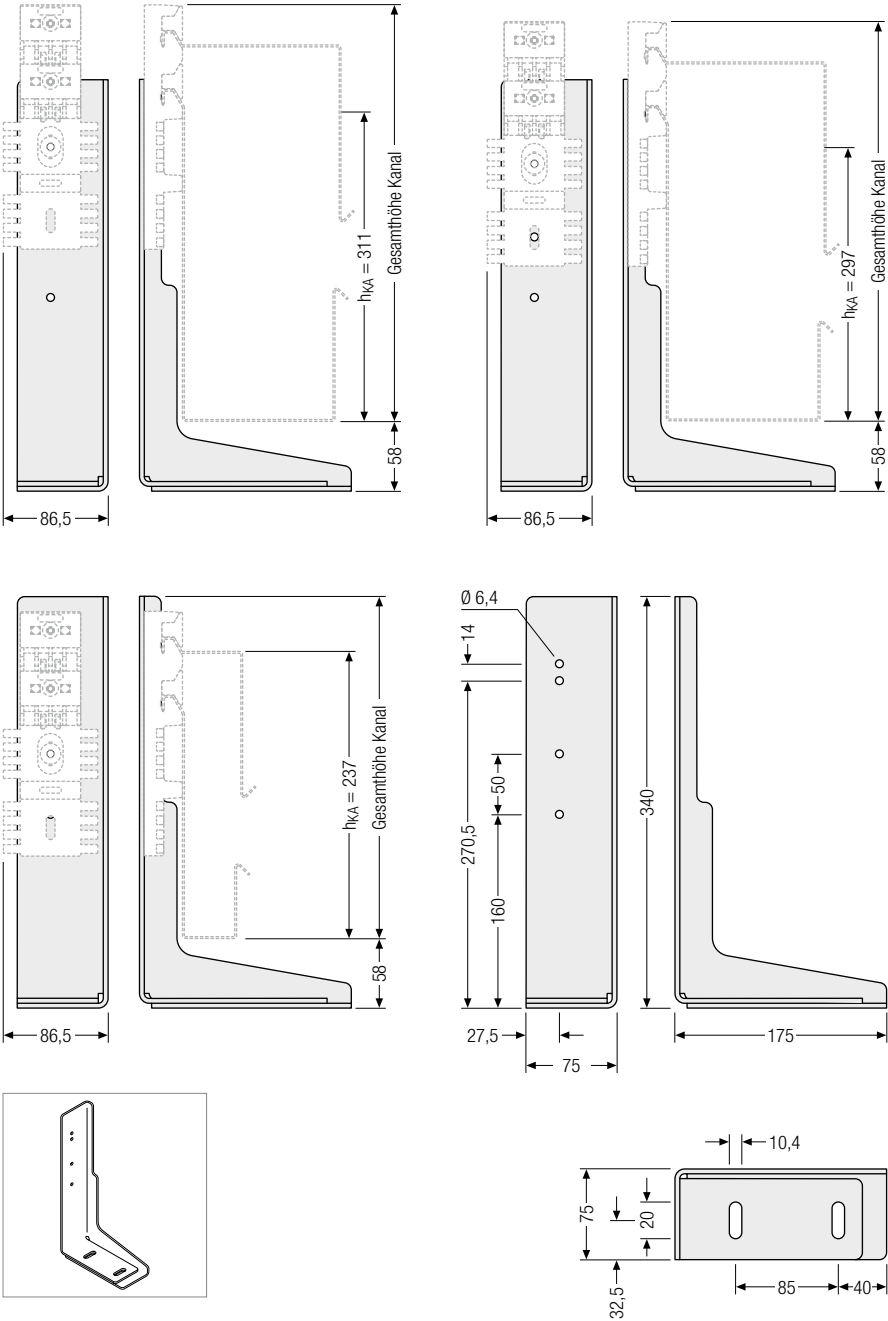 Gesamthöhe Kanal
hKA = 311
58
86,5
Gesamthöhe Kanal
hKA = 297
58
86,5
Gesamthöhe Kanal
hKA = 237
58
86,5
Ø 6,4
14
50
270,5
160
340
27,5
75
175
10,4
75
20
32,5
85
40